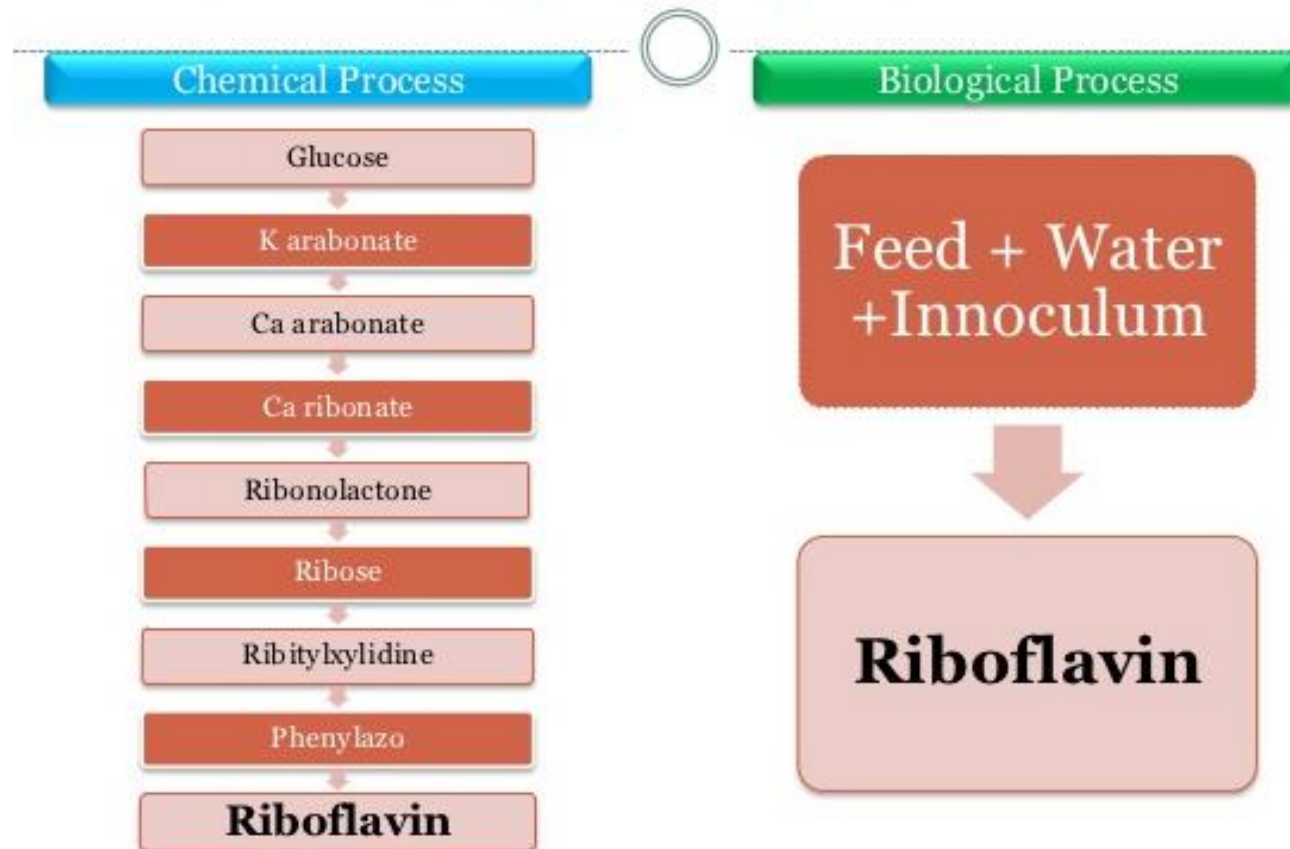 Chemical Process
Glucose
K arabonate
Ca arabonate
Ca ribonate
Ribonolactone
Ribose
Ribitylxylidine
Phenylazo
Riboflavin
Biological Process
Feed + Water
+Innoculum
Riboflavin